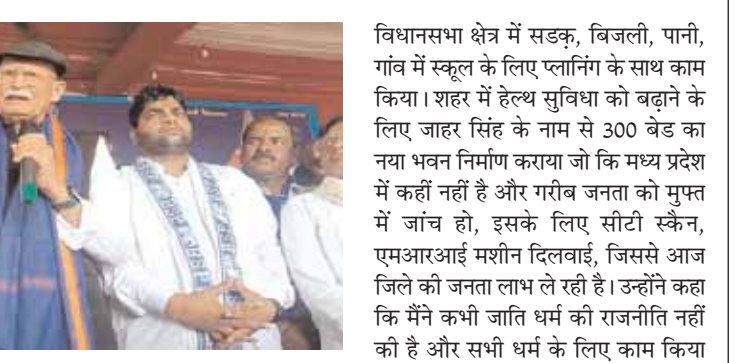 विधानसभा क्षेत्र में सडक़, बिजली, पानी,
गांव में स्कूल के लिए प्लानिंग के साथ काम
किया। शहर में हेल्थ सुविधा को बढ़ाने के
लिए जाहर सिंह के नाम से 300 बेड का
नया भवन निर्माण कराया जो कि मध्य प्रदेश
में कहीं नहीं है और गरीब जनता को मुफ्त
में जांच हो, इसके लिए सीटी स्कैन,
एमआरआई मशीन दिलवाई, जिससे आज
जिले की जनता लाभ ले रही है। उन्होंने कहा
कि मैंने कभी जाति धर्म की राजनीति नहीं
की है और सभी धर्म के लिए काम किया